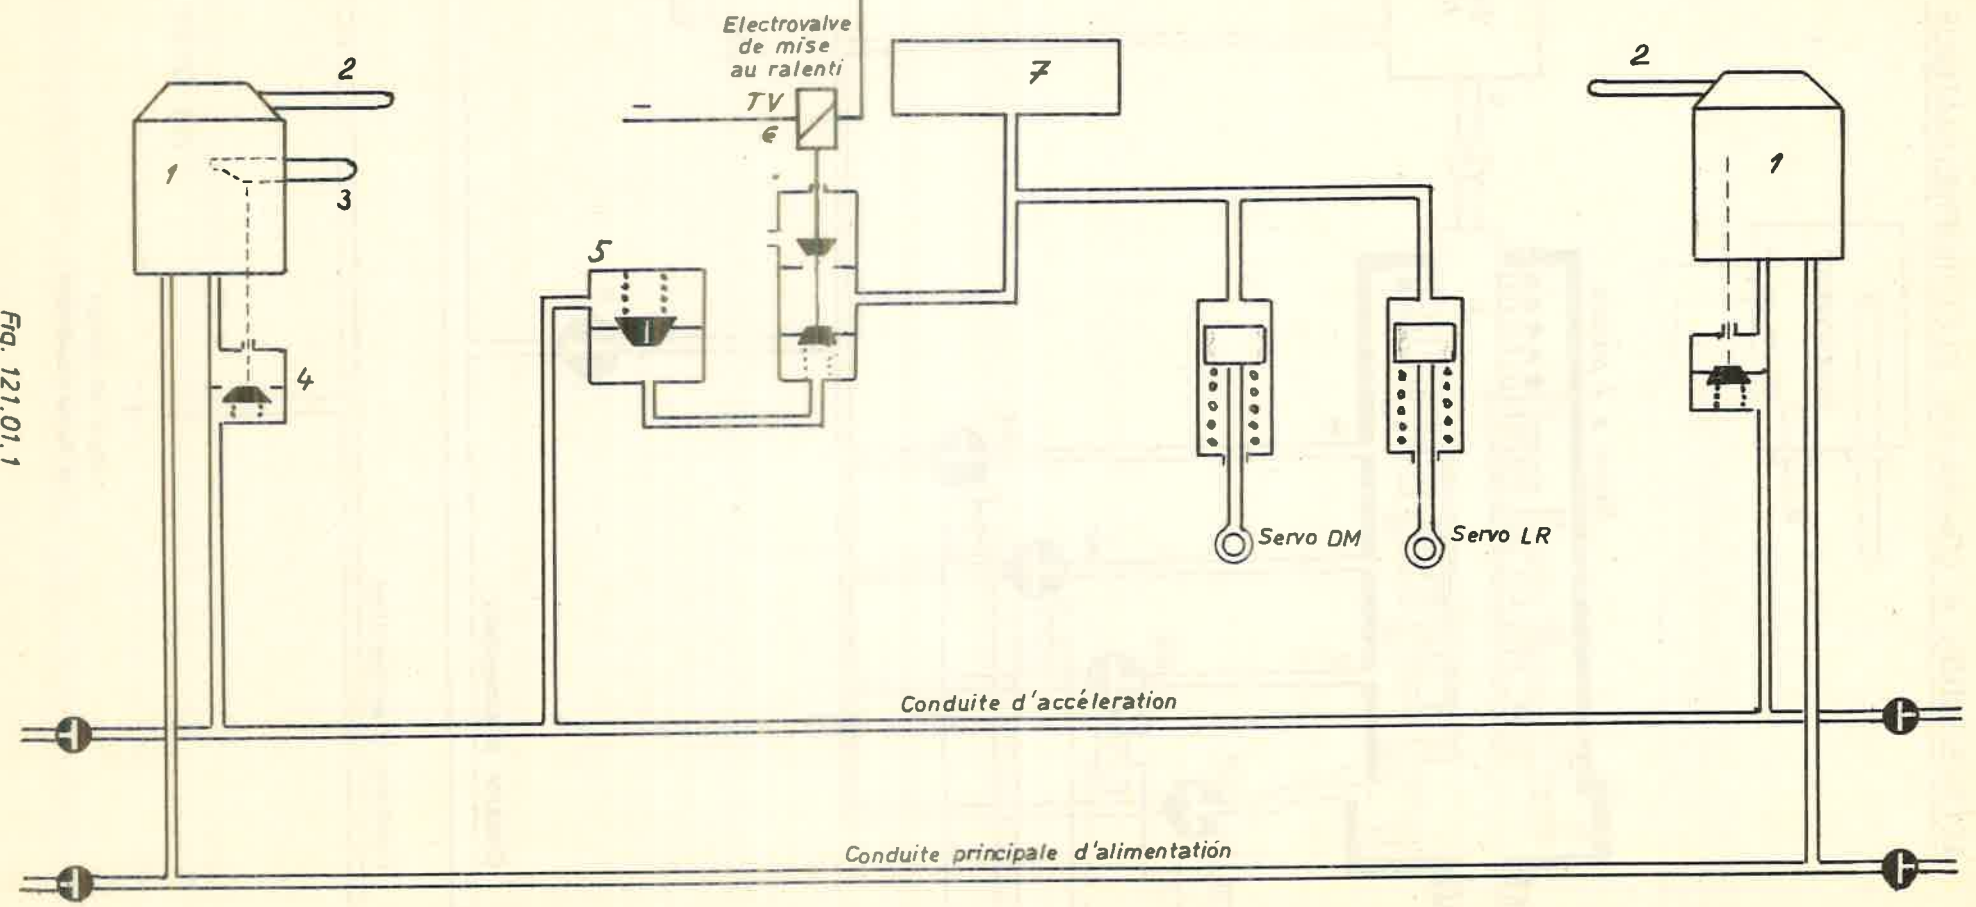 Electrovalve
de mise
au ralenti
TV
6
7
2
2
1
3
1
5
4
Fig. 121.01.1
Servo DM
Servo LR
Conduite d'accéleration
Conduite principale d'alimentation